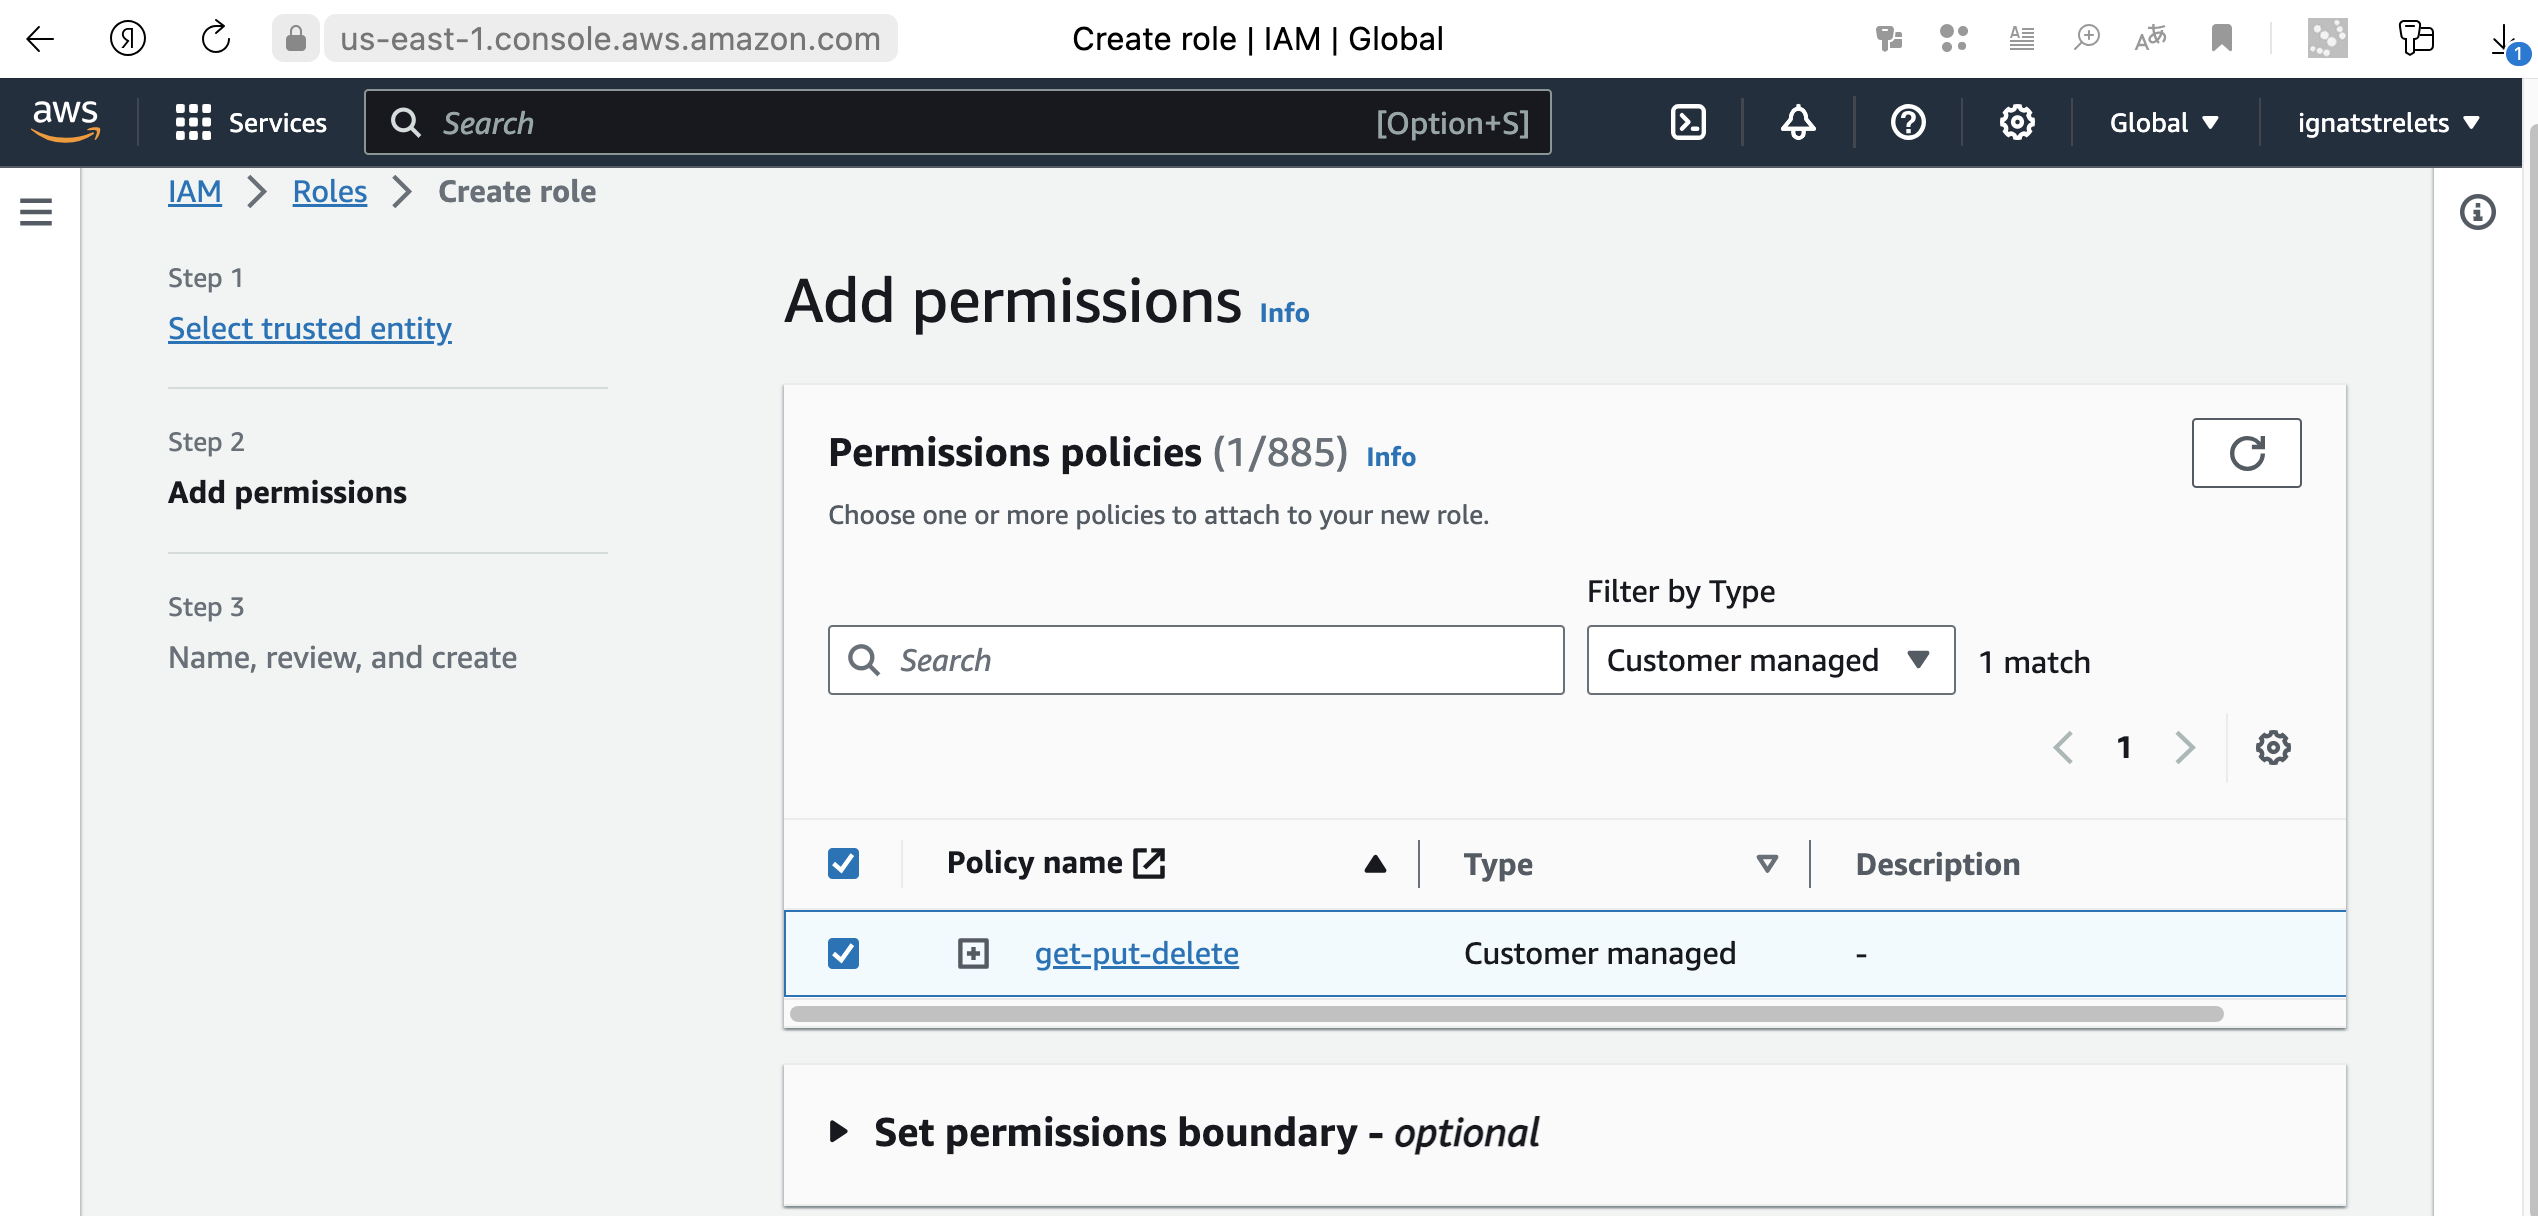 us-east-1.console.aws.amazon.com
Create role | IAM | Global
1
aws
Services
Search
[Option+S]
Global
ignatstrelets
IAM
Roles
Create role
Step 1
Select trusted entity
Step 2
Add permissions
Step 3
Name, review, and create
Add permissions Info
Permissions policies (1/885) Info
Choose one or more policies to attach to your new role.
Filter by Type
Search
Customer managed
1 match
1
Policy name
Type
Description
get-put-delete
Customer managed
-
Set permissions boundary - optional